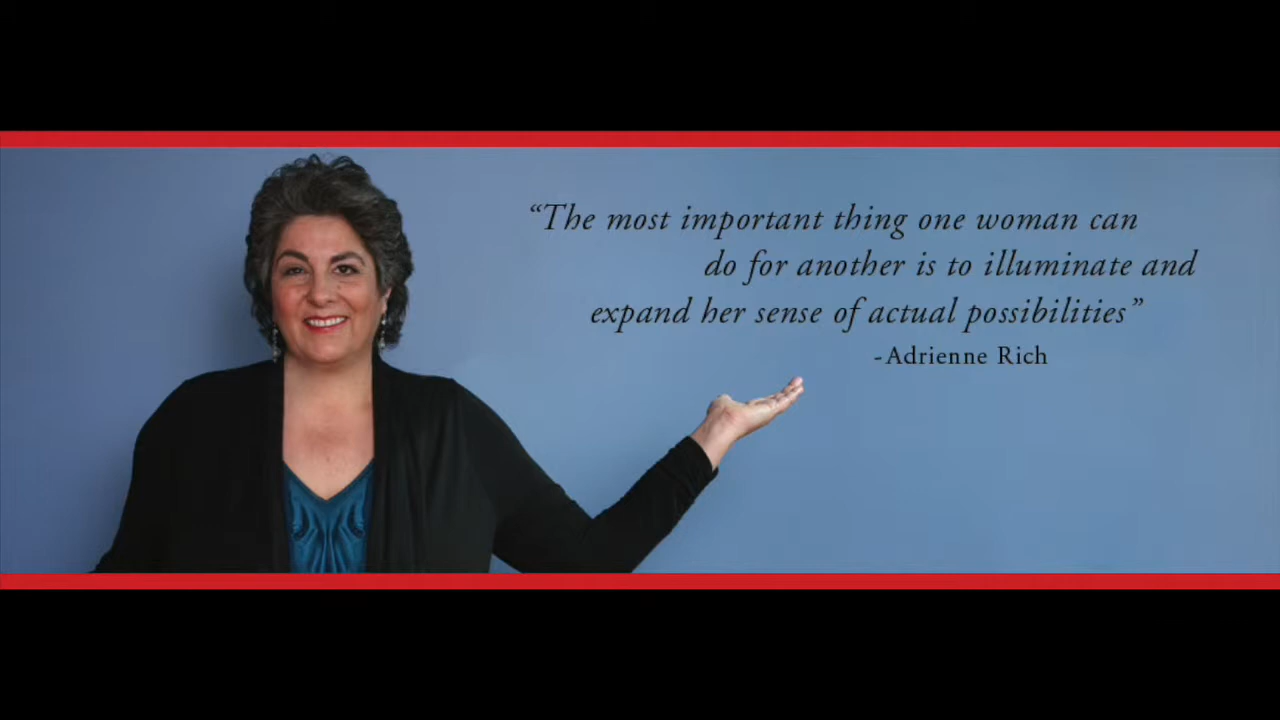 “The most important thing one woman can
do for another is to illuminate and
expand her sense of actual possibilities”
-Adrienne Rich